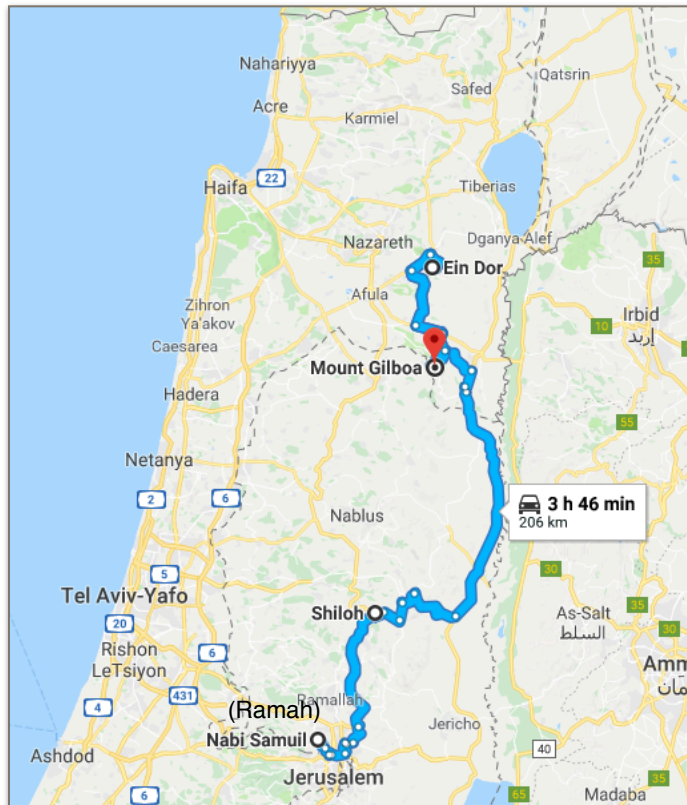 Nahariyya
Safed
Qatsrin
Acre
Karmiel
22
Haifa
Tiberias
Nazareth
Dganya Alef
35
Ein Dor
Zihron
Ya'akov
Afula
10
Irbid
إربد
Caesarea
Mount Gilboa
Hadera
55
Netanya
2
6
3 h 46 min
206 km
Nablus
5
30
Tel Aviv-Yafo
Shiloh
As-Salt
السلط
35
20
30
Rishon
LeTsiyon
6
Amm
عمان
431
Ramallah
4
(Ramah)
Jericho
Nabi Samuil
40
Ashdod
Jerusalem
35
6
65
Madaba